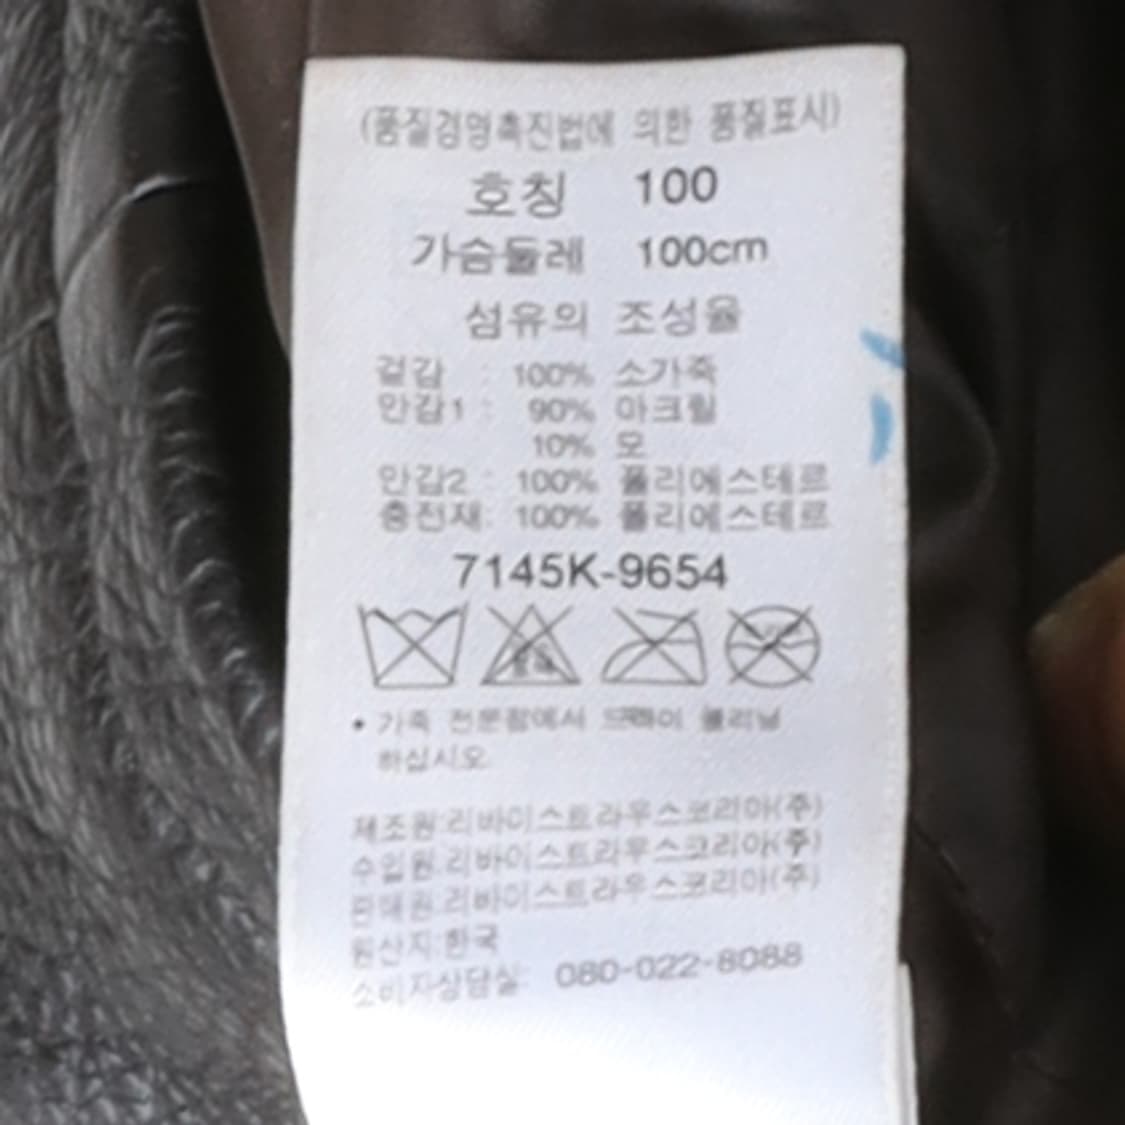 (품질경영촉진법에 의한 품질표시)
호칭 100
가슴둘레 100cm
섬유의 조성율
겉감 : 100% 소가죽
안감1 : 90% 아크릴
10% 모
안감2 : 100% 폴리에스테르
충전재: 100% 폴리에스테르
7145K-9654
• 가죽 전문점에서 드라이 클리닝
하십시오
제조원:리바이스트라우스코리아(주)
수입원:리바이스트라우스코리아(주)
판매원:리바이스트라우스코리아(주)
원산지:한국
소비자상담실: 080-022-8088